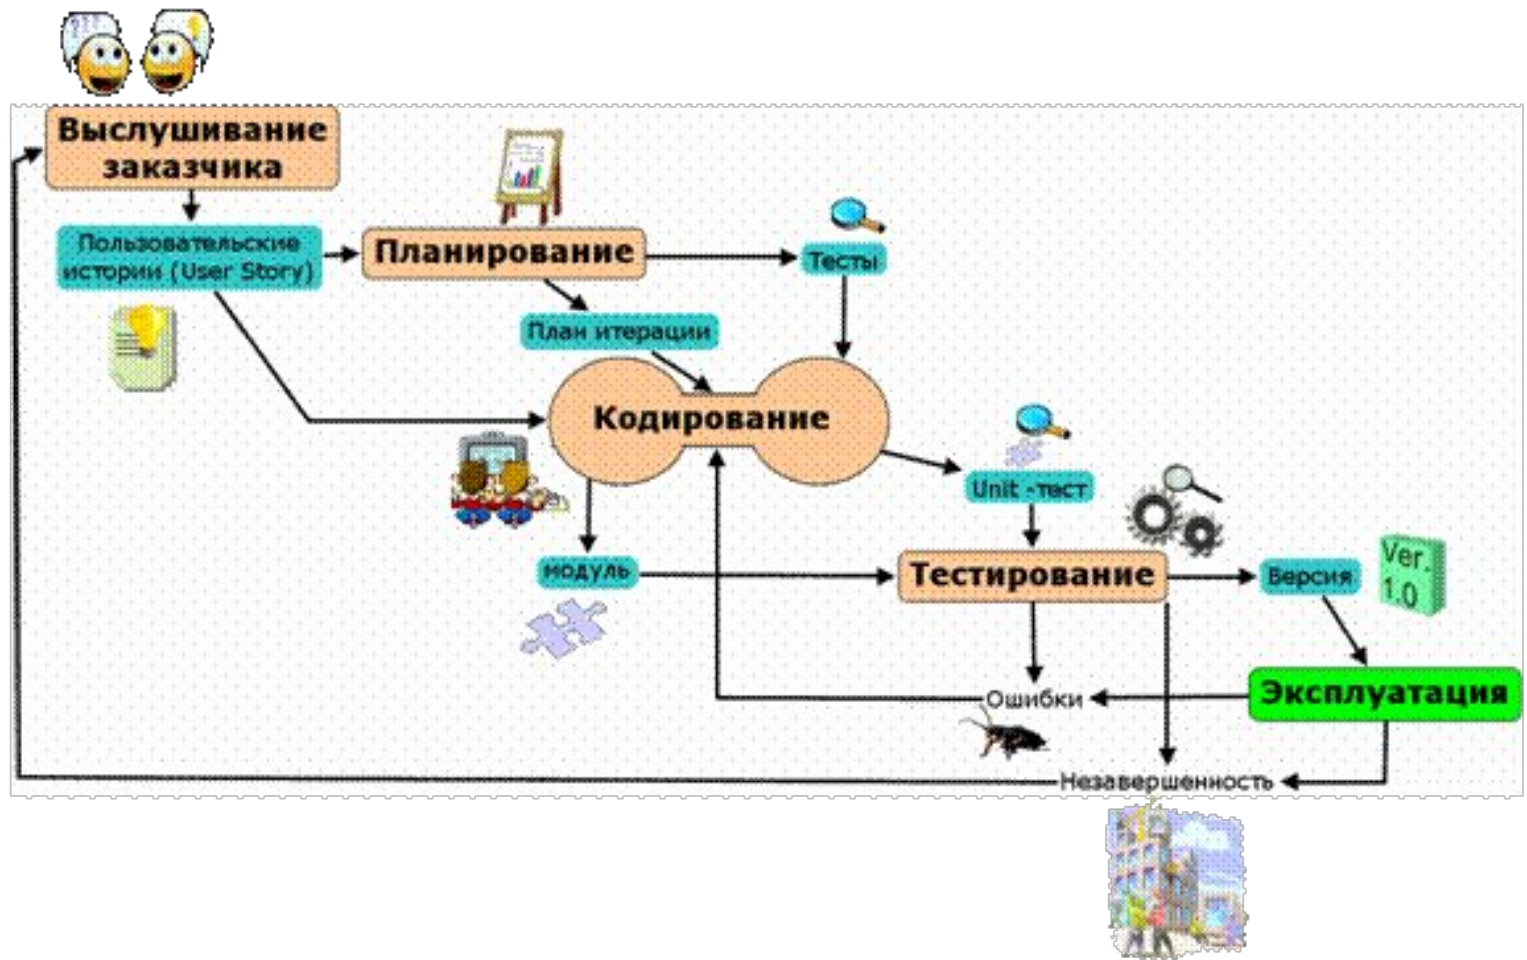 Выслушивание
заказчика
Пользовательские
истории (User Story)
Планирование
Тесты
План итерации
Кодирование
Unit -тест
модуль
Тестирование
Версия
Ver.
1.0
Эксплуатация
Ошибки
Незавершенность